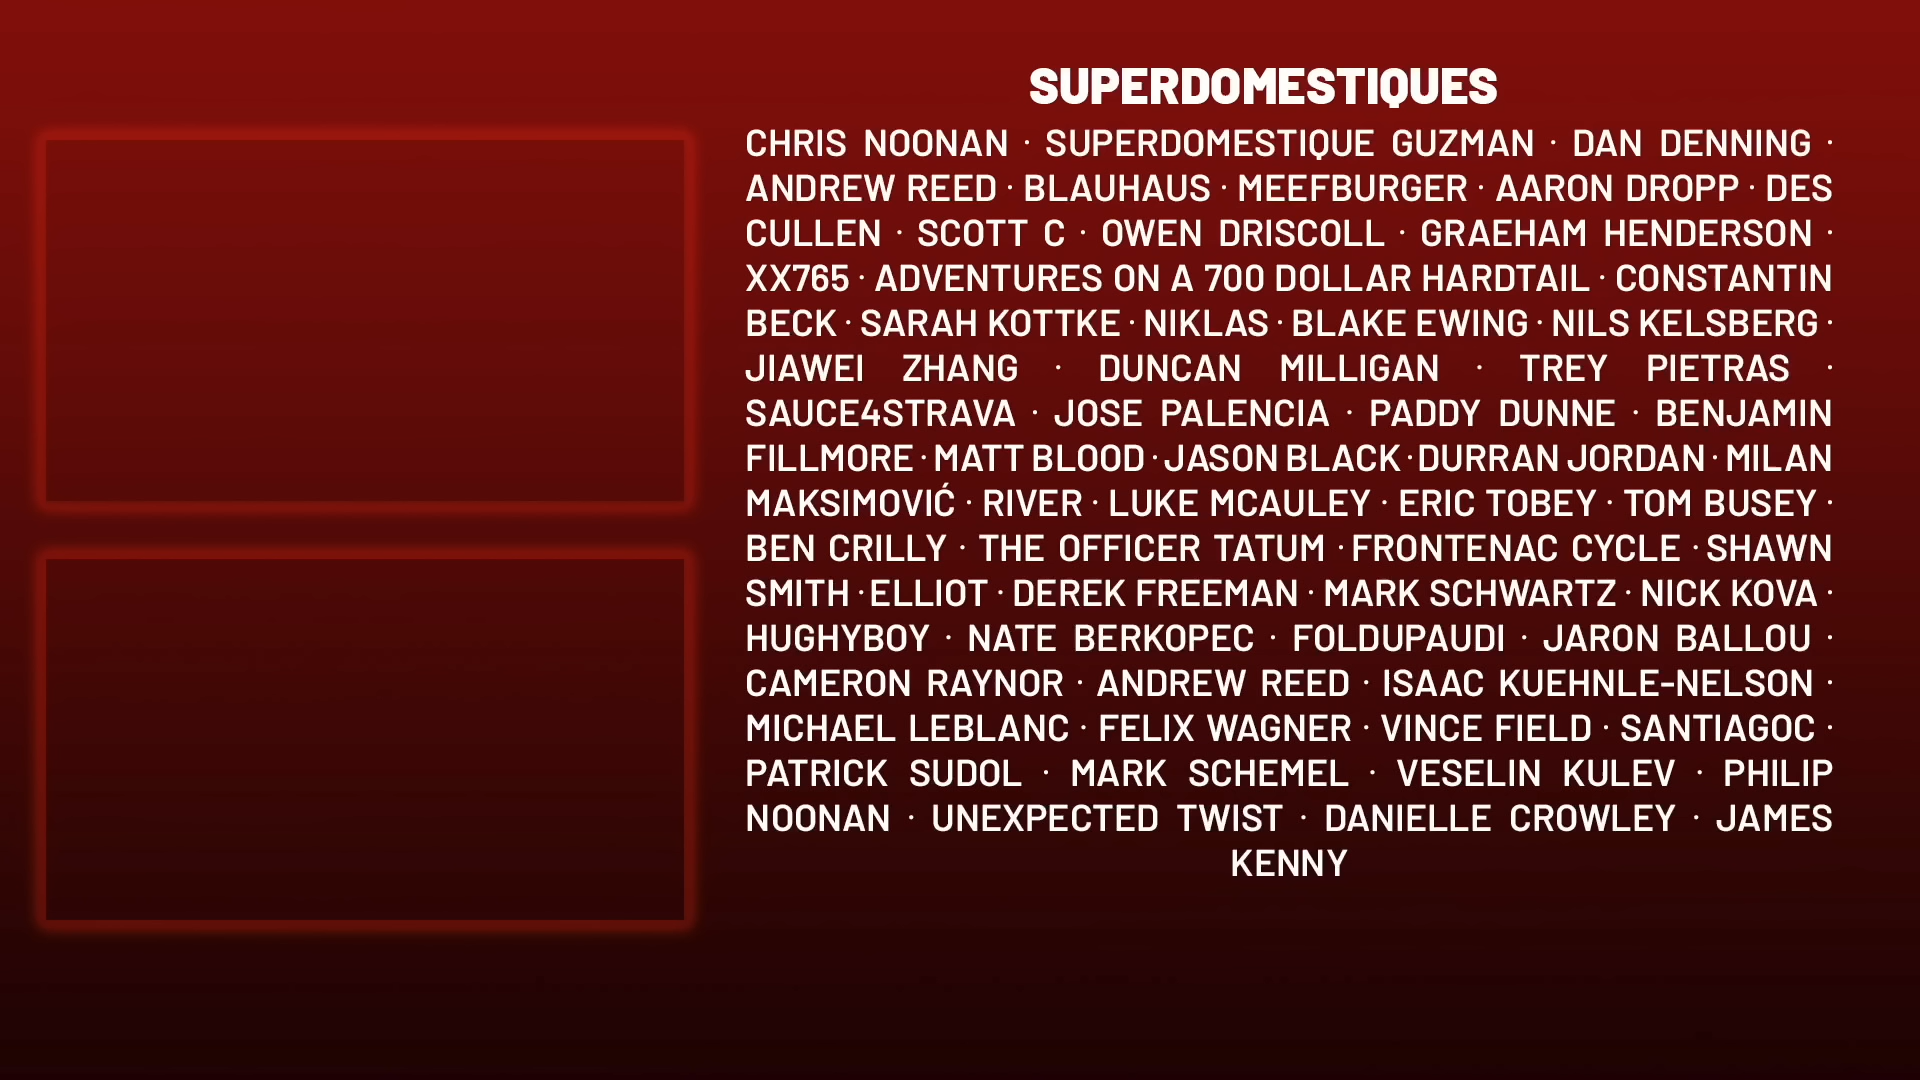 SUPERDOMESTIQUES
CHRIS NOONAN · SUPERDOMESTIQUE GUZMAN · DAN DENNING ·
ANDREW REED · BLAUHAUS · MEEFBURGER · AARON DROPP · DES
CULLEN · SCOTT C · OWEN DRISCOLL · GRAEHAM HENDERSON ·
XX765 · ADVENTURES ON A 700 DOLLAR HARDTAIL · CONSTANTIN
BECK · SARAH KOTTKE · NIKLAS · BLAKE EWING · NILS KELSBERG ·
JIAWEI ZHANG · DUNCAN MILLIGAN · TREY PIETRAS ·
SAUCE4STRAVA · JOSE PALENCIA · PADDY DUNNE · BENJAMIN
FILLMORE · MATT BLOOD · JASON BLACK · DURRAN JORDAN · MILAN
MAKSIMOVIĆ · RIVER · LUKE MCAULEY · ERIC TOBEY · TOM BUSEY ·
BEN CRILLY · THE OFFICER TATUM · FRONTENAC CYCLE · SHAWN
SMITH · ELLIOT · DEREK FREEMAN · MARK SCHWARTZ · NICK KOVA ·
HUGHYBOY · NATE BERKOPEC · FOLDUPAUDI · JARON BALLOU ·
CAMERON RAYNOR · ANDREW REED · ISAAC KUEHNLE-NELSON ·
MICHAEL LEBLANC · FELIX WAGNER · VINCE FIELD · SANTIAGOC ·
PATRICK SUDOL · MARK SCHEMEL · VESELIN KULEV · PHILIP
NOONAN · UNEXPECTED TWIST · DANIELLE CROWLEY · JAMES
KENNY